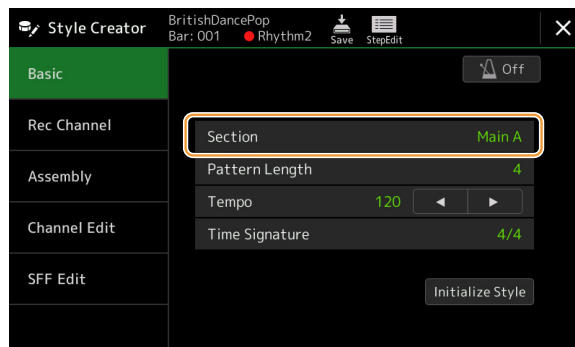 Style Creator
BritishDancePop
Bar: 001 Rhythm2
Save
StepEdit
Basic
Off
Rec Channel
Section Main A
Assembly
Pattern Length 4
Tempo 120
Channel Edit
Time Signature 4/4
SFF Edit
Initialize Style